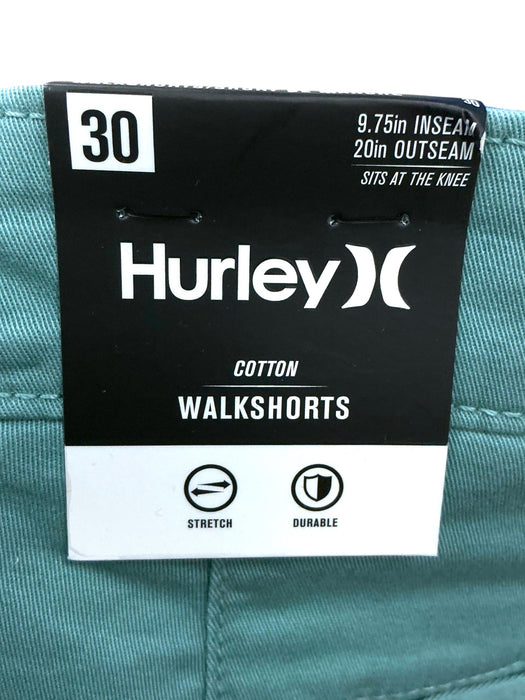 30
9.75in INSEAM
20in OUTSEAM
SITS AT THE KNEE
Hurley
COTTON
WALKSHORTS
STRETCH
DURABLE